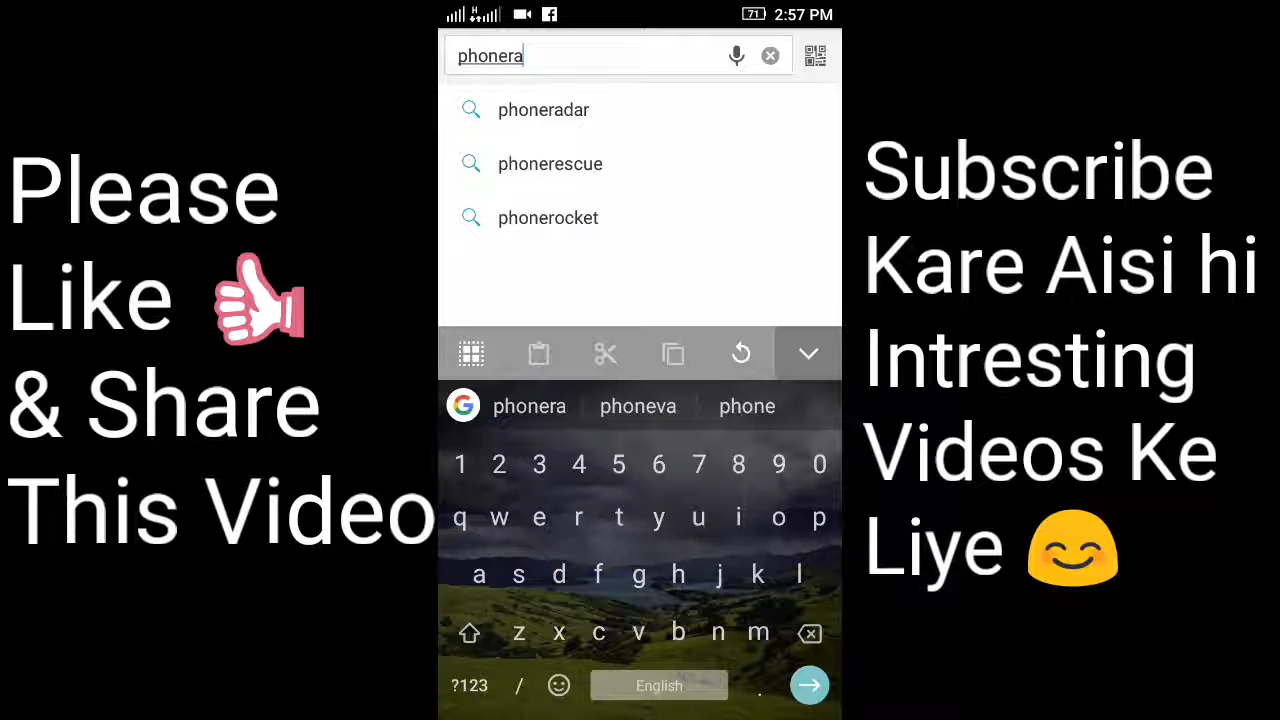 Please
Like 👍
& Share
This Video
H
71
2:57 PM
phonera
phoneradar
phonerescue
phonerocket
G phonera phoneva phone
1 2 3 4 5 6 7 8 9 0
q w e r t y u i o p
a s d f g h j k l
z x c v b n m
?123 / English .
Subscribe
Kare Aisi hi
Intresting
Videos Ke
Liye 😊